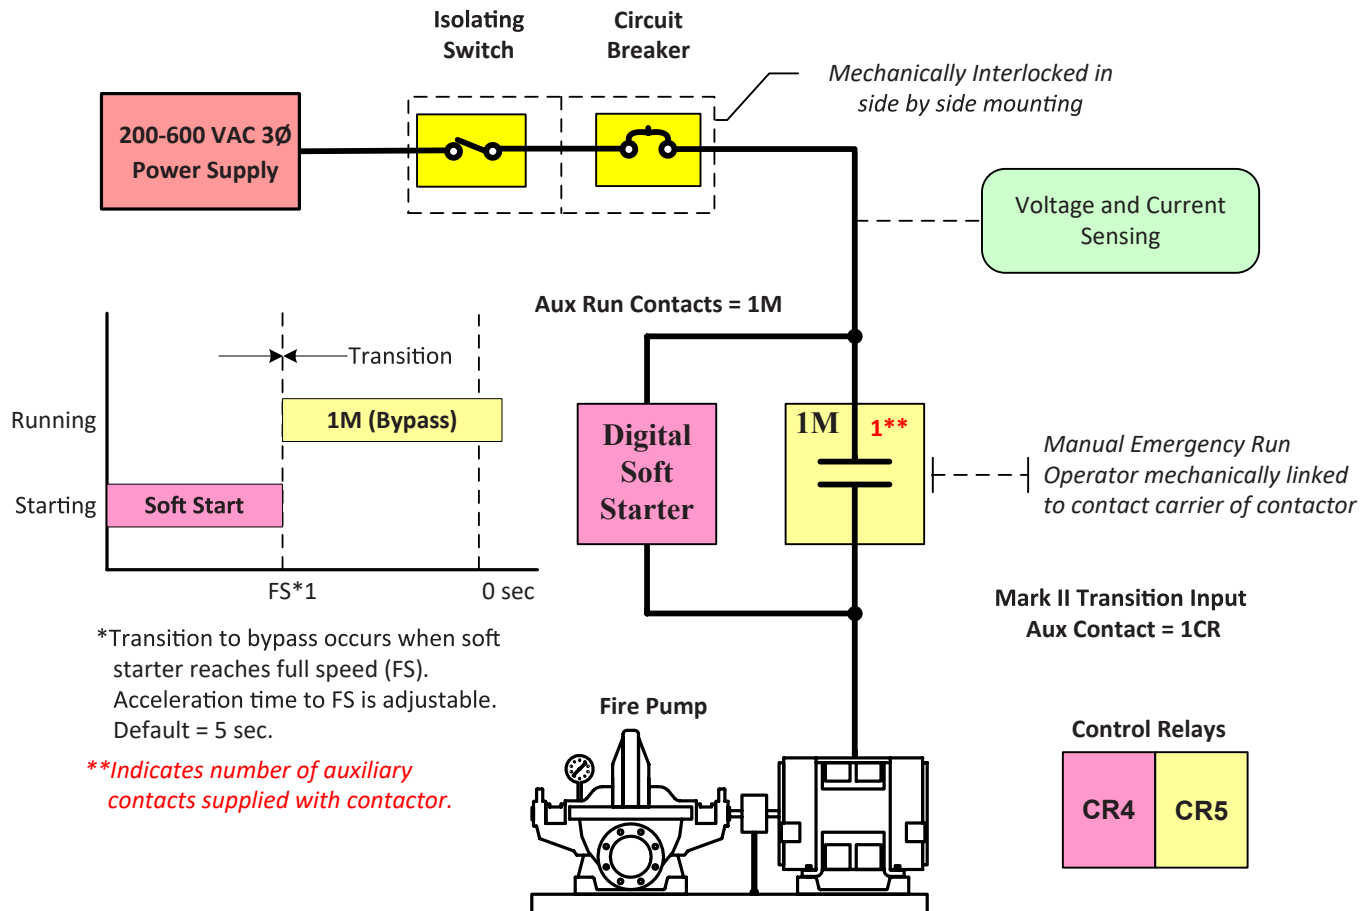 Isolating
Switch
Circuit
Breaker
Mechanically Interlocked in
side by side mounting
200-600 VAC 3Ø
Power Supply
Voltage and Current
Sensing
Aux Run Contacts = 1M
Transition
Running
1M (Bypass)
Starting
Soft Start
FS*1
0 sec
Digital
Soft
Starter
1M
1**
Manual Emergency Run
Operator mechanically linked
to contact carrier of contactor
Mark II Transition Input
Aux Contact = 1CR
*Transition to bypass occurs when soft
starter reaches full speed (FS).
Acceleration time to FS is adjustable.
Default = 5 sec.
**Indicates number of auxiliary
contacts supplied with contactor.
Fire Pump
Control Relays
CR4
CR5